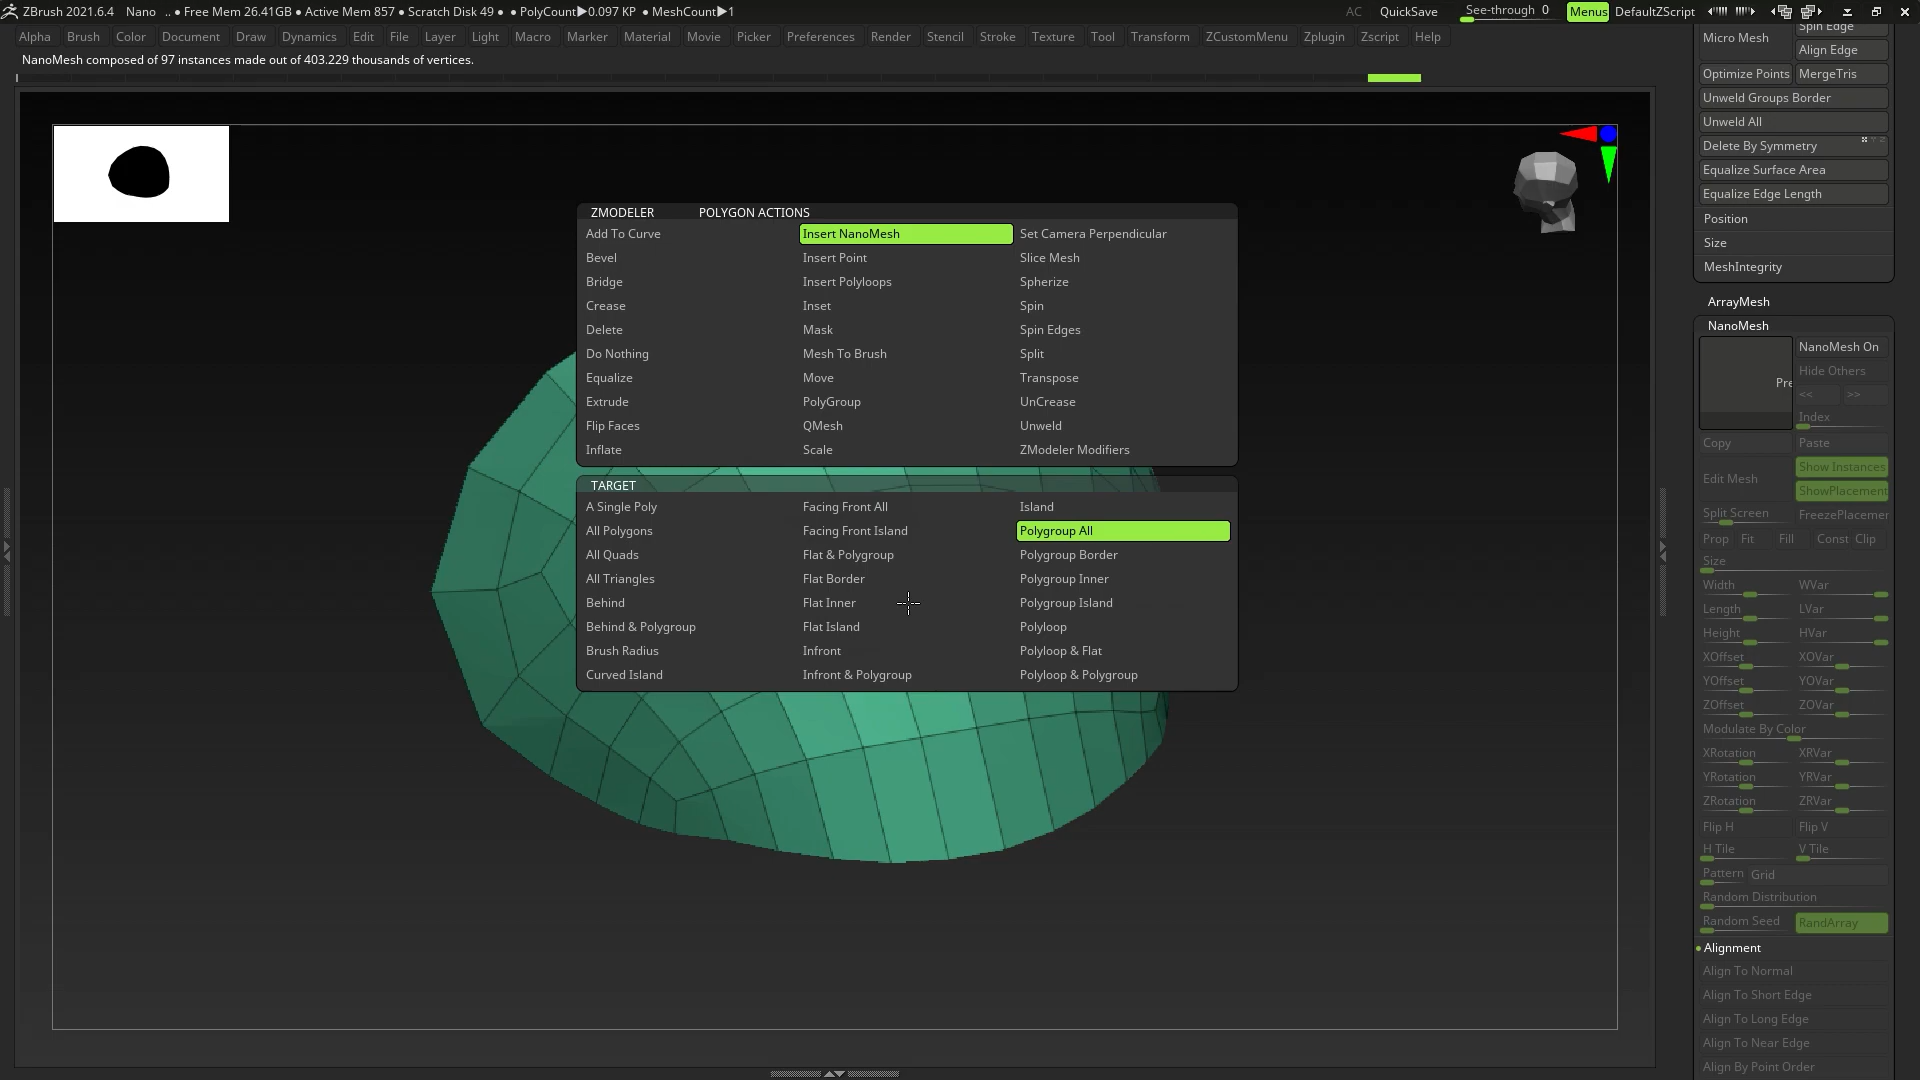 ZBrush 2021.6.4 Nano .. ● Free Mem 26.41GB ● Active Mem 857 ● Scratch Disk 49 ● ● PolyCount▶0.097 KP ● MeshCount▶1 AC QuickSave See-through 0 Menus DefaultZScript
Alpha Brush Color Document Draw Dynamics Edit File Layer Light Macro Marker Material Movie Picker Preferences Render Stencil Stroke Texture Tool Transform ZCustomMenu Zplugin Zscript Help
NanoMesh composed of 97 instances made out of 403.229 thousands of vertices.
ZMODELER POLYGON ACTIONS
Add To Curve Insert NanoMesh Set Camera Perpendicular
Bevel Insert Point Slice Mesh
Bridge Insert Polyloops Spherize
Crease Inset Spin
Delete Mask Spin Edges
Do Nothing Mesh To Brush Split
Equalize Move Transpose
Extrude PolyGroup UnCrease
Flip Faces QMesh Unweld
Inflate Scale ZModeler Modifiers
TARGET
A Single Poly Facing Front All Island
All Polygons Facing Front Island Polygroup All
All Quads Flat & Polygroup Polygroup Border
All Triangles Flat Border Polygroup Inner
Behind Flat Inner Polygroup Island
Behind & Polygroup Flat Island Polyloop
Brush Radius Infront Polyloop & Flat
Curved Island Infront & Polygroup Polyloop & Polygroup
Spin Edge
Micro Mesh
Align Edge
Optimize Points MergeTris
Unweld Groups Border
Unweld All
Delete By Symmetry
Equalize Surface Area
Equalize Edge Length
Position
Size
MeshIntegrity
ArrayMesh
NanoMesh
NanoMesh On
Hide Others
Pre
<< >>
Index
Copy Paste
Show Instances
Edit Mesh
ShowPlacement
Split Screen FreezePlacemer
Prop Fit Fill Const Clip
Size
Width WVar
Length LVar
Height HVar
XOffset XOVar
YOffset YOVar
ZOffset ZOVar
Modulate By Color
XRotation XRVar
YRotation YRVar
ZRotation ZRVar
Flip H Flip V
H Tile V Tile
Pattern Grid
Random Distribution
Random Seed RandArray
Alignment
Align To Normal
Align To Short Edge
Align To Long Edge
Align To Near Edge
Align By Point Order